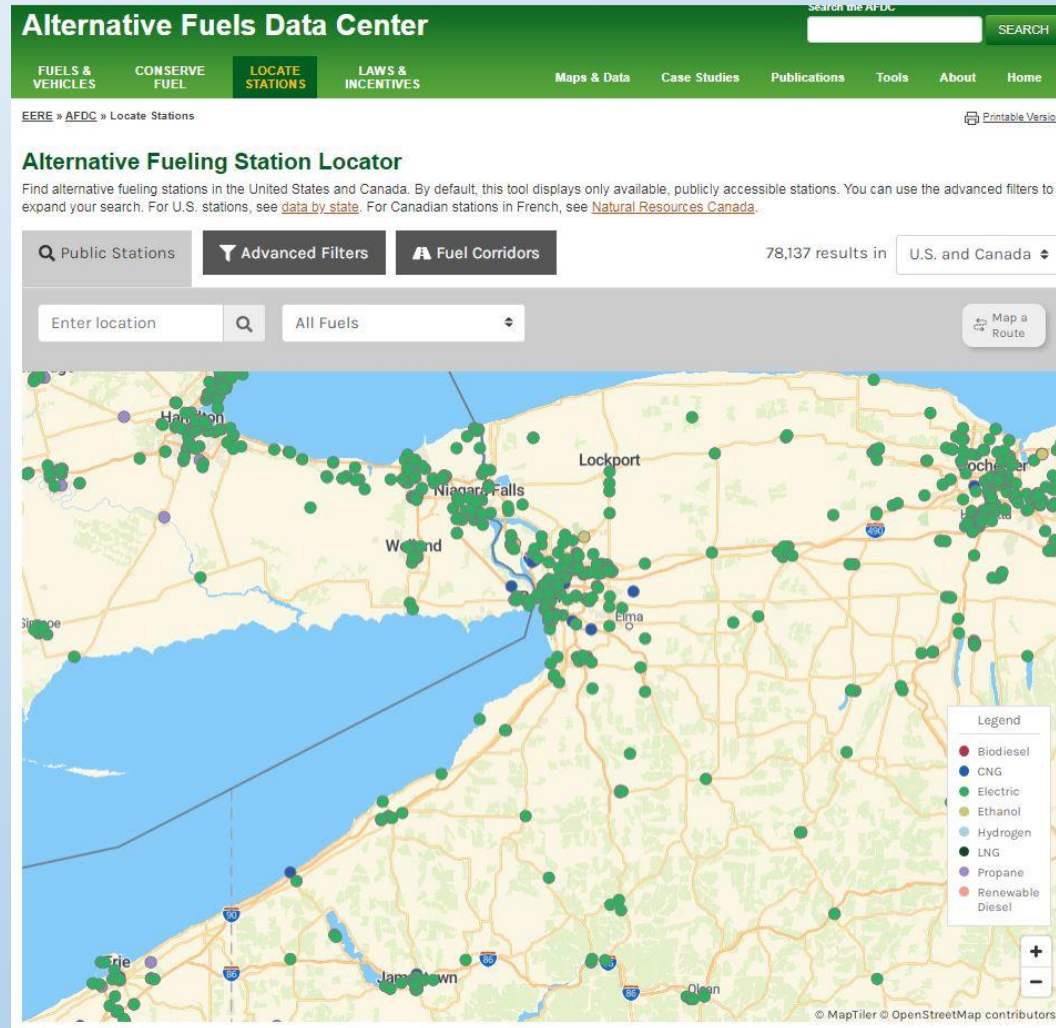 Search the AFDC
Alternative Fuels Data Center
SEARCH
FUELS & VEHICLES
CONSERVE FUEL
LOCATE STATIONS
LAWS & INCENTIVES
Maps & Data
Case Studies
Publications
Tools
About
Home
EERE » AFDC » Locate Stations
Printable Versio
Alternative Fueling Station Locator
Find alternative fueling stations in the United States and Canada. By default, this tool displays only available, publicly accessible stations. You can use the advanced filters to
expand your search. For U.S. stations, see data by state. For Canadian stations in French, see Natural Resources Canada.
Public Stations
Advanced Filters
Fuel Corridors
78,137 results in
U.S. and Canada
Enter location
All Fuels
Map a
Route
Lockport
Niagara Falls
490
Elma
Legend
Biodiesel
CNG
Electric
Ethanol
Hydrogen
LNG
Propane
Renewable
Diesel
90
Erie
86
86
86
+
−
© MapTiler © OpenStreetMap contributors